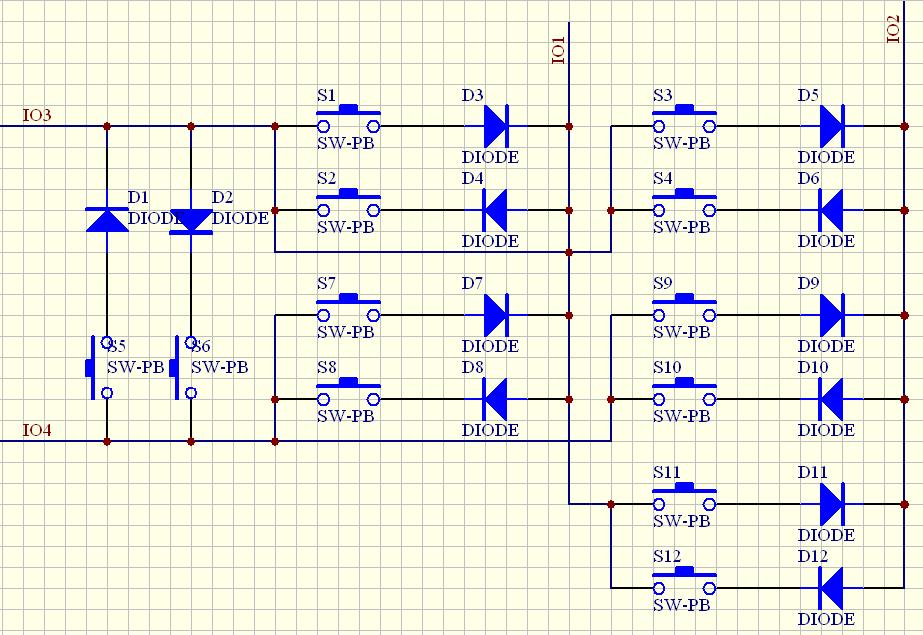 IO1
IO2
IO3
S1
D3
S3
D5
SW-PB
DIODE
SW-PB
DIODE
S2
D4
S4
D6
D1
DIODE
D2
DIODE
SW-PB
DIODE
SW-PB
DIODE
S7
D7
S9
D9
SW-PB
DIODE
SW-PB
DIODE
S5
SW-PB
S6
SW-PB
S8
D8
S10
D10
SW-PB
DIODE
SW-PB
DIODE
IO4
S11
D11
SW-PB
DIODE
S12
D12
SW-PB
DIODE